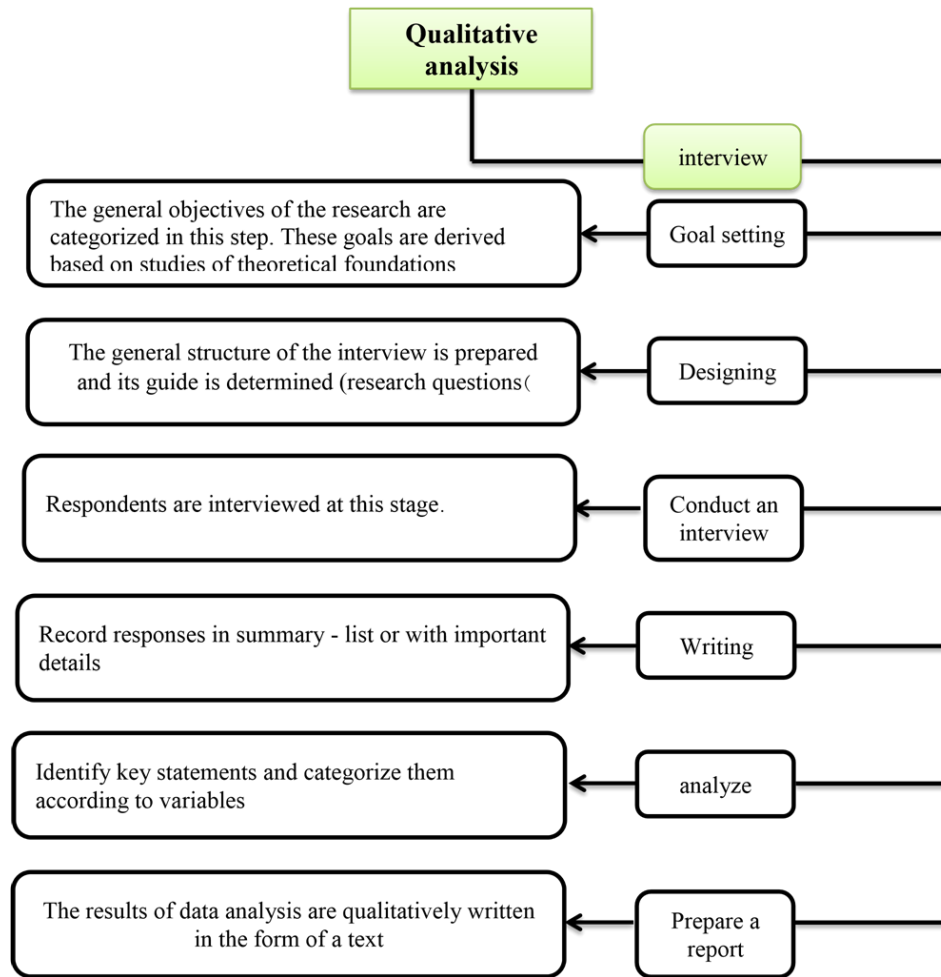 Qualitative
analysis
interview
The general objectives of the research are
categorized in this step. These goals are derived
based on studies of theoretical foundations
Goal setting
The general structure of the interview is prepared
and its guide is determined (research questions(
Designing
Respondents are interviewed at this stage.
Conduct an
interview
Record responses in summary - list or with important
details
Writing
Identify key statements and categorize them
according to variables
analyze
The results of data analysis are qualitatively written
in the form of a text
Prepare a
report